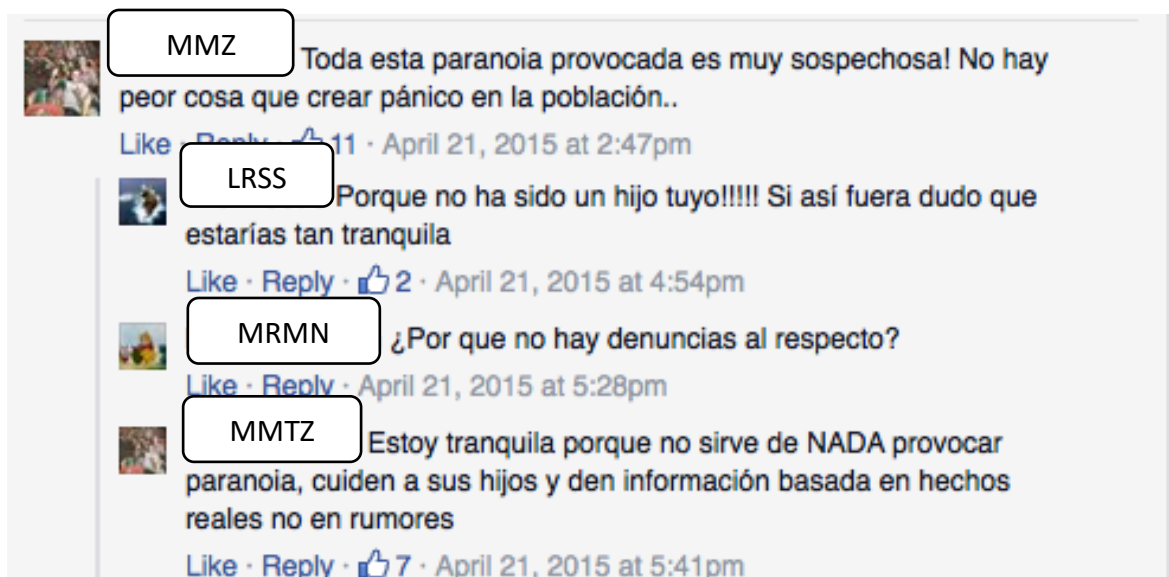 MMZ Toda esta paranoia provocada es muy sospechosa! No hay
peor cosa que crear pánico en la población..
Like · Reply · 11 · April 21, 2015 at 2:47pm
LRSS Porque no ha sido un hijo tuyo!!!!! Si así fuera dudo que
estarías tan tranquila
Like · Reply · 2 · April 21, 2015 at 4:54pm
MRMN ¿Por que no hay denuncias al respecto?
Like · Reply · April 21, 2015 at 5:28pm
MMTZ Estoy tranquila porque no sirve de NADA provocar
paranoia, cuiden a sus hijos y den información basada en hechos
reales no en rumores
Like · Reply · 7 · April 21, 2015 at 5:41pm